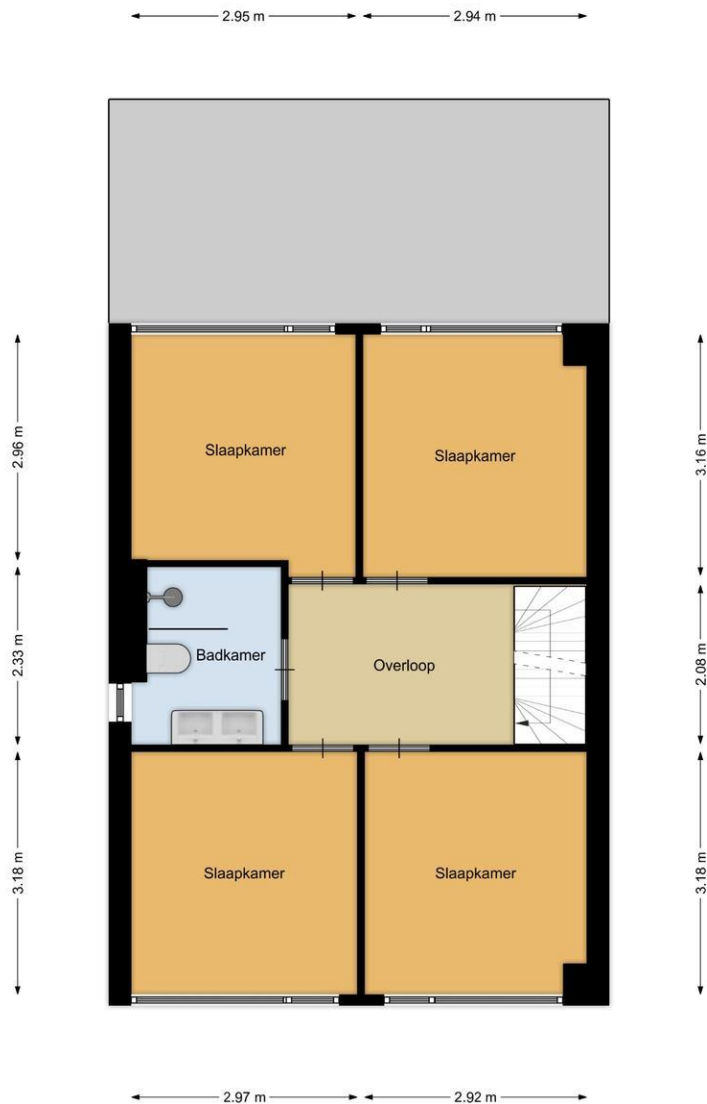 2.95 m
2.94 m
2.96 m
3.16 m
Slaapkamer
Slaapkamer
2.33 m
2.08 m
Badkamer
Overloop
3.18 m
3.18 m
Slaapkamer
Slaapkamer
2.97 m
2.92 m